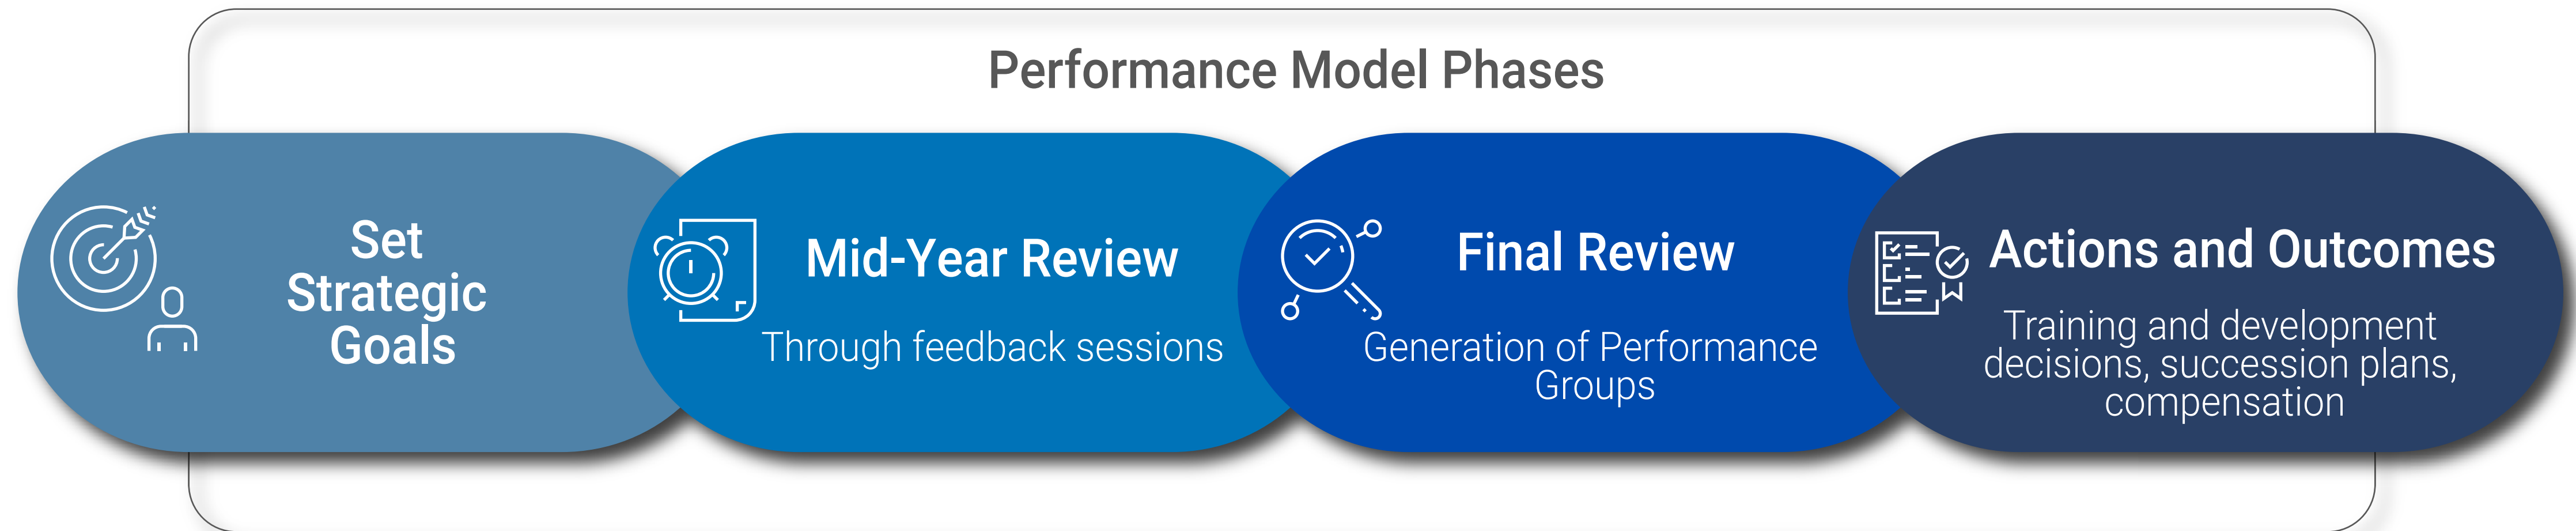 Performance Model Phases
Set
Strategic
Goals
Mid-Year Review
Through feedback sessions
Final Review
Generation of Performance
Groups
Actions and Outcomes
Training and development
decisions, succession plans,
compensation